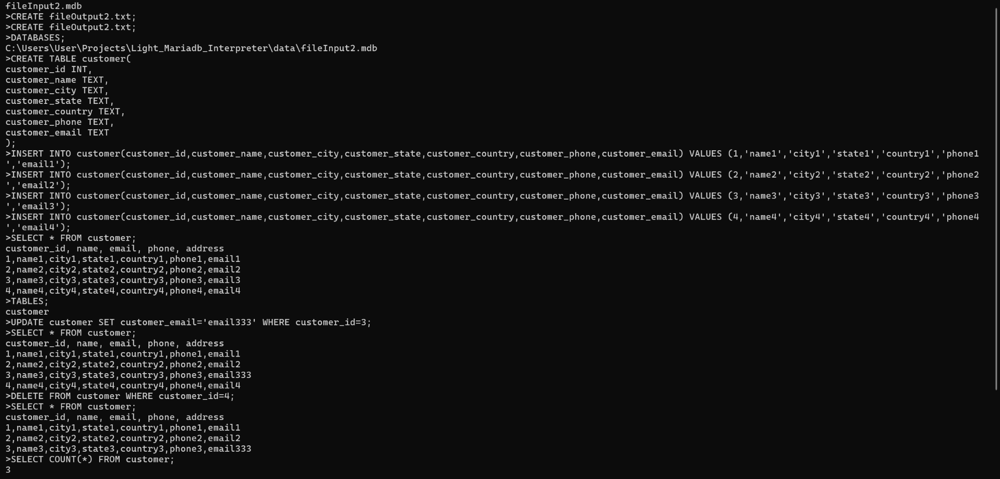 fileInput2.mdb
>CREATE fileOutput2.txt;
>CREATE fileOutput2.txt;
>DATABASES;
C:\Users\User\Projects\Light_Mariadb_Interpreter\data\fileInput2.mdb
>CREATE TABLE customer(
customer_id INT,
customer_name TEXT,
customer_city TEXT,
customer_state TEXT,
customer_country TEXT,
customer_phone TEXT,
customer_email TEXT
);
>INSERT INTO customer(customer_id,customer_name,customer_city,customer_state,customer_country,customer_phone,customer_email) VALUES (1,'name1','city1','state1','country1','phone1
','email1');
>INSERT INTO customer(customer_id,customer_name,customer_city,customer_state,customer_country,customer_phone,customer_email) VALUES (2,'name2','city2','state2','country2','phone2
','email2');
>INSERT INTO customer(customer_id,customer_name,customer_city,customer_state,customer_country,customer_phone,customer_email) VALUES (3,'name3','city3','state3','country3','phone3
','email3');
>INSERT INTO customer(customer_id,customer_name,customer_city,customer_state,customer_country,customer_phone,customer_email) VALUES (4,'name4','city4','state4','country4','phone4
','email4');
>SELECT * FROM customer;
customer_id, name, email, phone, address
1,name1,city1,state1,country1,phone1,email1
2,name2,city2,state2,country2,phone2,email2
3,name3,city3,state3,country3,phone3,email3
4,name4,city4,state4,country4,phone4,email4
>TABLES;
customer
>UPDATE customer SET customer_email='email333' WHERE customer_id=3;
>SELECT * FROM customer;
customer_id, name, email, phone, address
1,name1,city1,state1,country1,phone1,email1
2,name2,city2,state2,country2,phone2,email2
3,name3,city3,state3,country3,phone3,email333
4,name4,city4,state4,country4,phone4,email4
>DELETE FROM customer WHERE customer_id=4;
>SELECT * FROM customer;
customer_id, name, email, phone, address
1,name1,city1,state1,country1,phone1,email1
2,name2,city2,state2,country2,phone2,email2
3,name3,city3,state3,country3,phone3,email333
>SELECT COUNT(*) FROM customer;
3